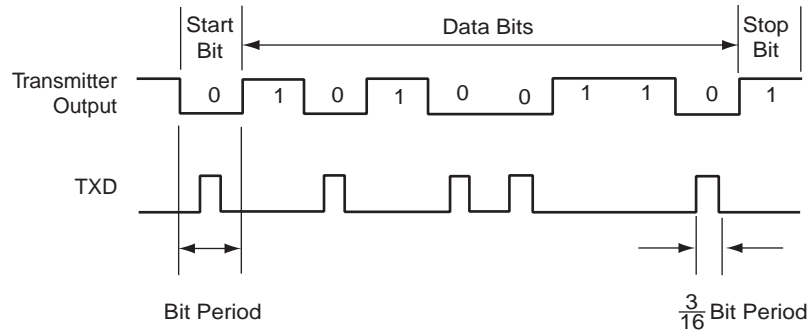 Start Bit
Data Bits
Stop Bit
Transmitter Output
0 1 0 1 0 0 1 1 0 1
TXD
Bit Period
3/16 Bit Period